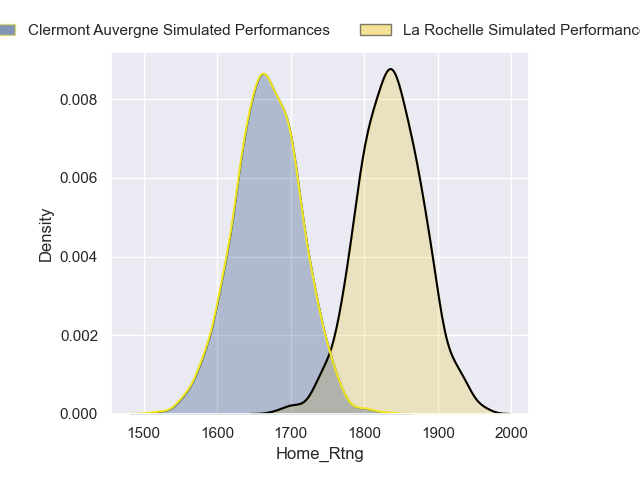 Clermont Auvergne Simulated Performances
La Rochelle Simulated
0.008
0.006
0.004
0.002
0.000
Density
1500 1600 1700 1800 1900 2000
Home_Rtng